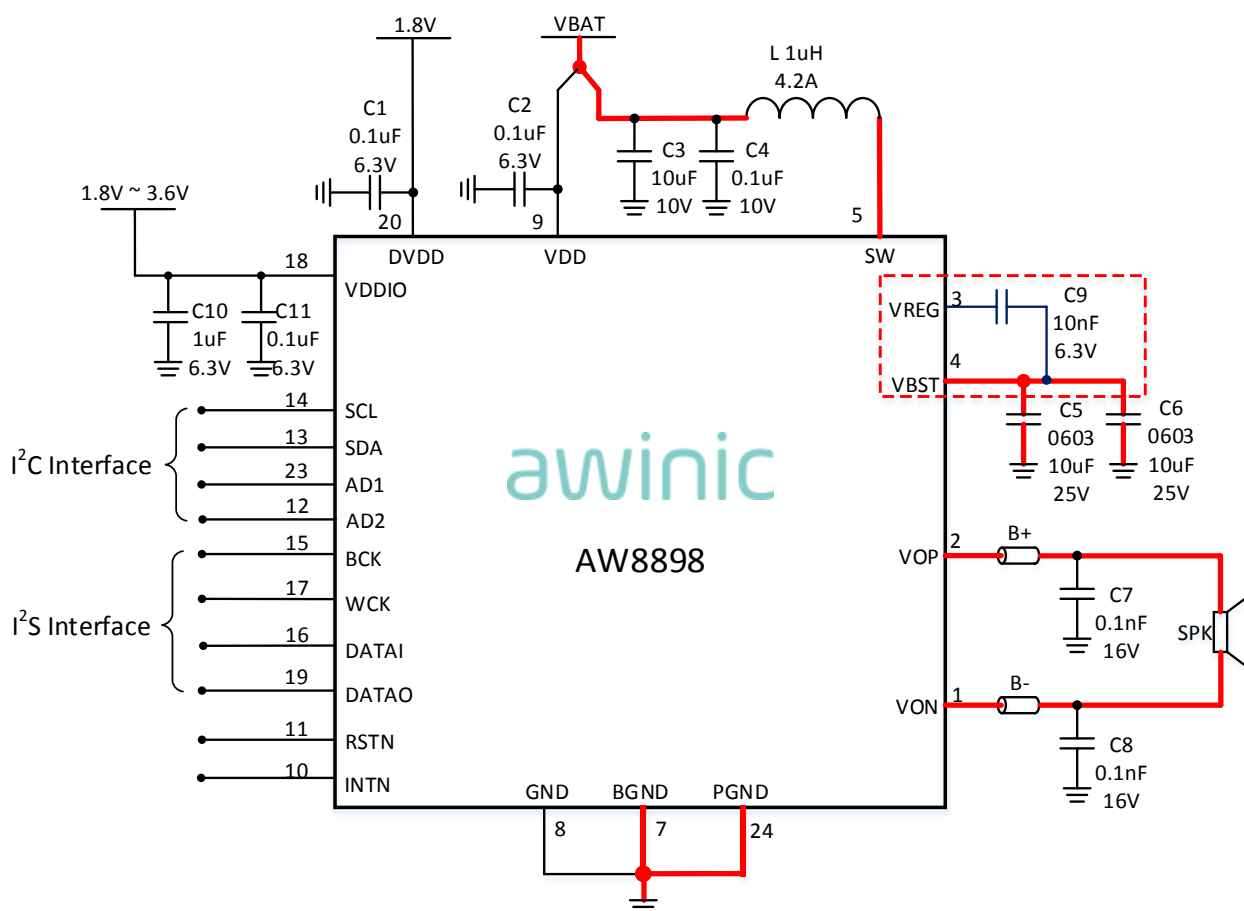 1.8V
VBAT
L 1uH
4.2A
C1
0.1uF
6.3V
C2
0.1uF
6.3V
C3
10uF
10V
C4
0.1uF
10V
1.8V ~ 3.6V
20
9
5
DVDD
VDD
SW
18
VDDIO
C10
1uF
6.3V
C11
0.1uF
6.3V
VREG
3
C9
10nF
6.3V
4
VBST
C5
0603
10uF
25V
C6
0603
10uF
25V
I²C Interface
14
SCL
13
SDA
23
AD1
12
AD2
awinic
AW8898
I²S Interface
15
BCK
17
WCK
16
DATAI
19
DATAO
11
RSTN
10
INTN
VOP
2
B+
C7
0.1nF
16V
SPK
VON
1
B-
C8
0.1nF
16V
GND
BGND
PGND
8
7
24